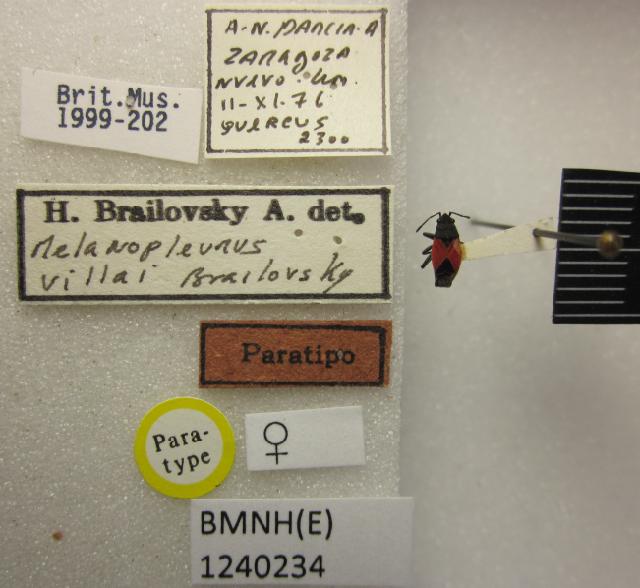 A.N. GARCIA.A
ZARAGOZA
NUEVO. Leon.
11-XI-76
QUERCUS
2300
Brit.Mus.
1999-202
H. Brailovsky A. det.
Melanopleurus
villai Brailovsky
Paratipo
Para-
type
♀
BMNH(E)
1240234